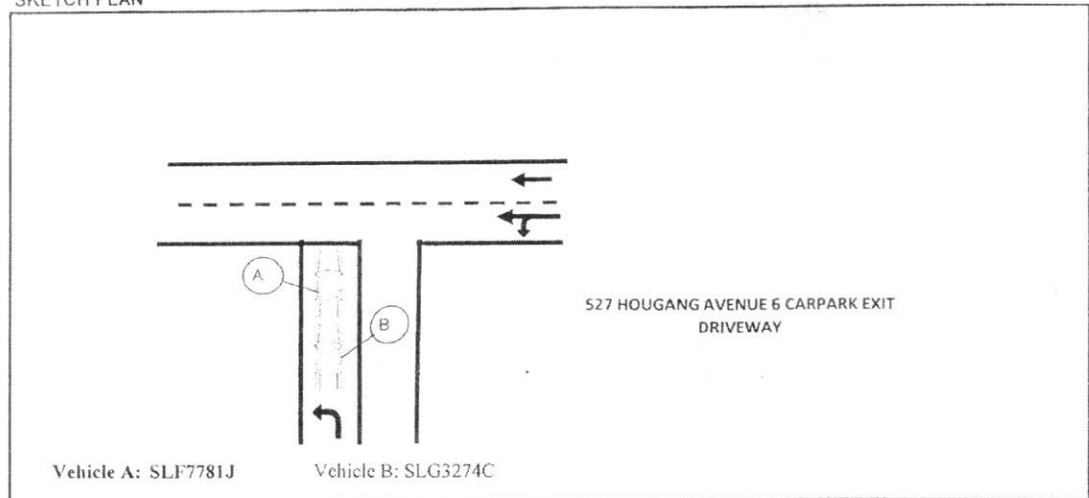 SKETCH PLAN
A
B
527 HOUGANG AVENUE 6 CARPARK EXIT
DRIVEWAY
Vehicle A: SLF7781J Vehicle B: SLG3274C